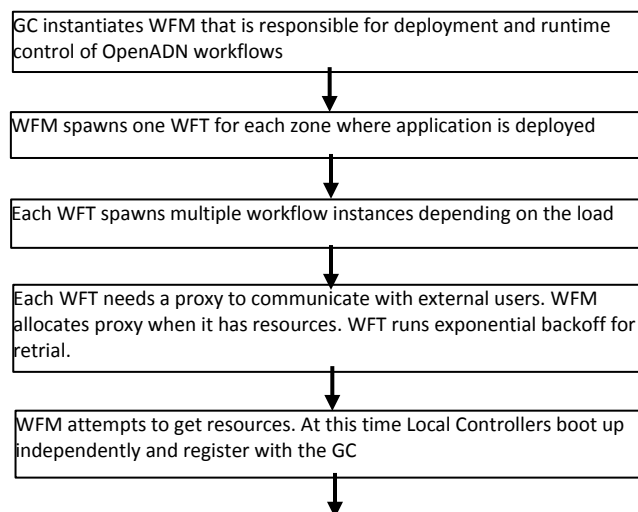 GC instantiates WFM that is responsible for deployment and runtime
control of OpenADN workflows
WFM spawns one WFT for each zone where application is deployed
Each WFT spawns multiple workflow instances depending on the load
Each WFT needs a proxy to communicate with external users. WFM
allocates proxy when it has resources. WFT runs exponential backoff for
retrial.
WFM attempts to get resources. At this time Local Controllers boot up
independently and register with the GC